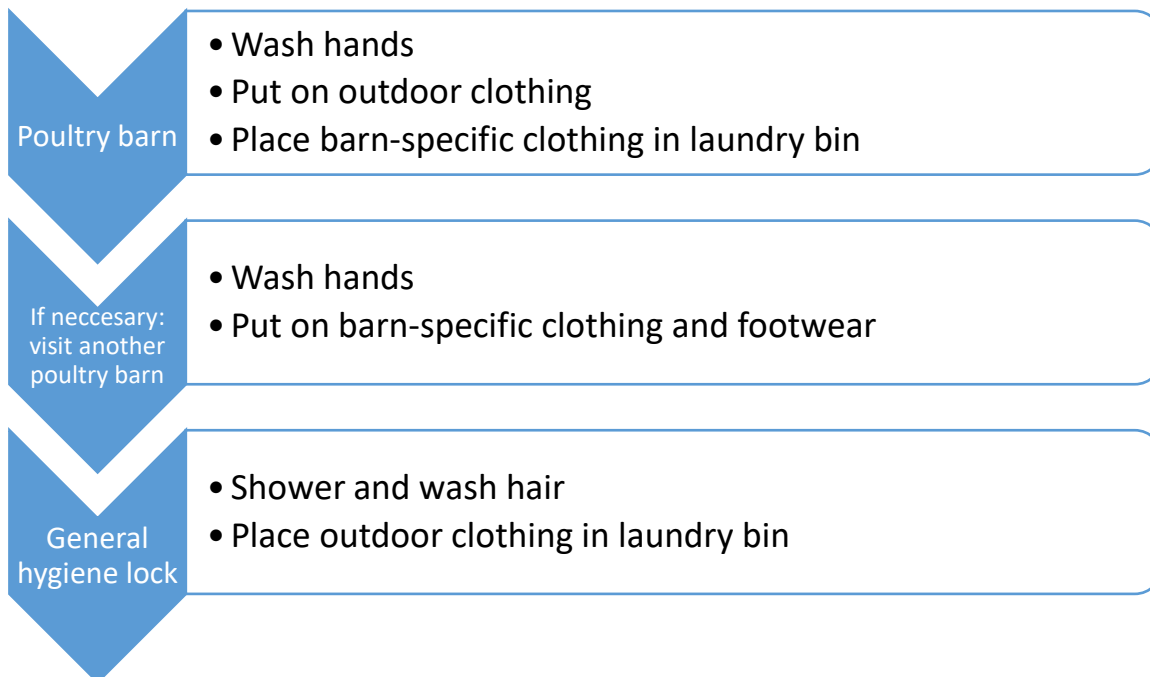 Poultry barn
• Wash hands
• Put on outdoor clothing
• Place barn-specific clothing in laundry bin
If neccesary:
visit another
poultry barn
• Wash hands
• Put on barn-specific clothing and footwear
General
hygiene lock
• Shower and wash hair
• Place outdoor clothing in laundry bin